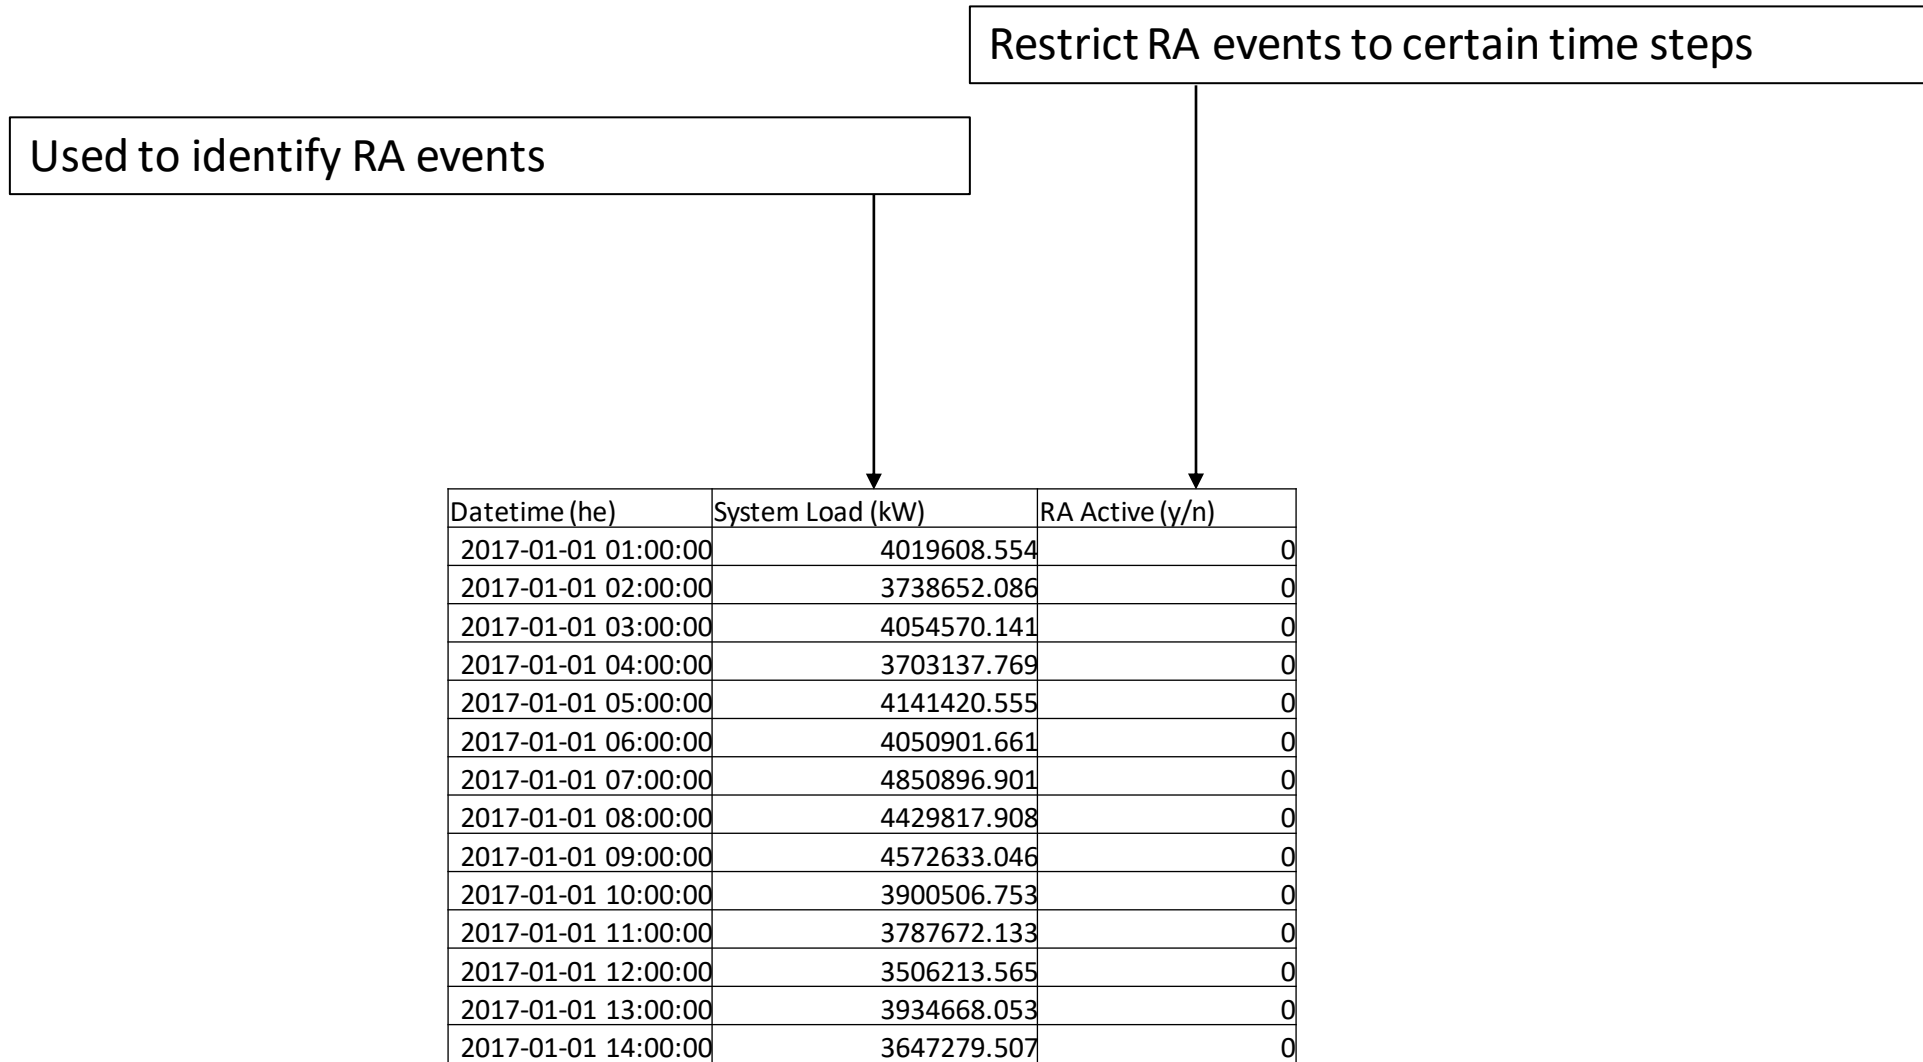 Restrict RA events to certain time steps
Used to identify RA events
Datetime (he) System Load (kW) RA Active (y/n)
2017-01-01 01:00:00 4019608.554 0
2017-01-01 02:00:00 3738652.086 0
2017-01-01 03:00:00 4054570.141 0
2017-01-01 04:00:00 3703137.769 0
2017-01-01 05:00:00 4141420.555 0
2017-01-01 06:00:00 4050901.661 0
2017-01-01 07:00:00 4850896.901 0
2017-01-01 08:00:00 4429817.908 0
2017-01-01 09:00:00 4572633.046 0
2017-01-01 10:00:00 3900506.753 0
2017-01-01 11:00:00 3787672.133 0
2017-01-01 12:00:00 3506213.565 0
2017-01-01 13:00:00 3934668.053 0
2017-01-01 14:00:00 3647279.507 0